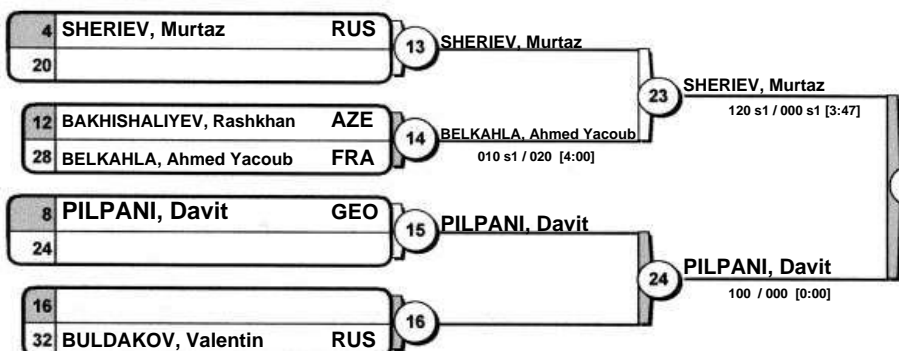 4 SHERIEV, Murtaz RUS
20
13 SHERIEV, Murtaz
12 BAKHISHALIYEV, Rashkhan AZE
28 BELKAHLA, Ahmed Yacoub FRA
14 BELKAHLA, Ahmed Yacoub
010 s1 / 020 [4:00]
23 SHERIEV, Murtaz
120 s1 / 000 s1 [3:47]
8 PILPANI, Davit GEO
24
15 PILPANI, Davit
16
32 BULDAKOV, Valentin RUS
16
24 PILPANI, Davit
100 / 000 [0:00]